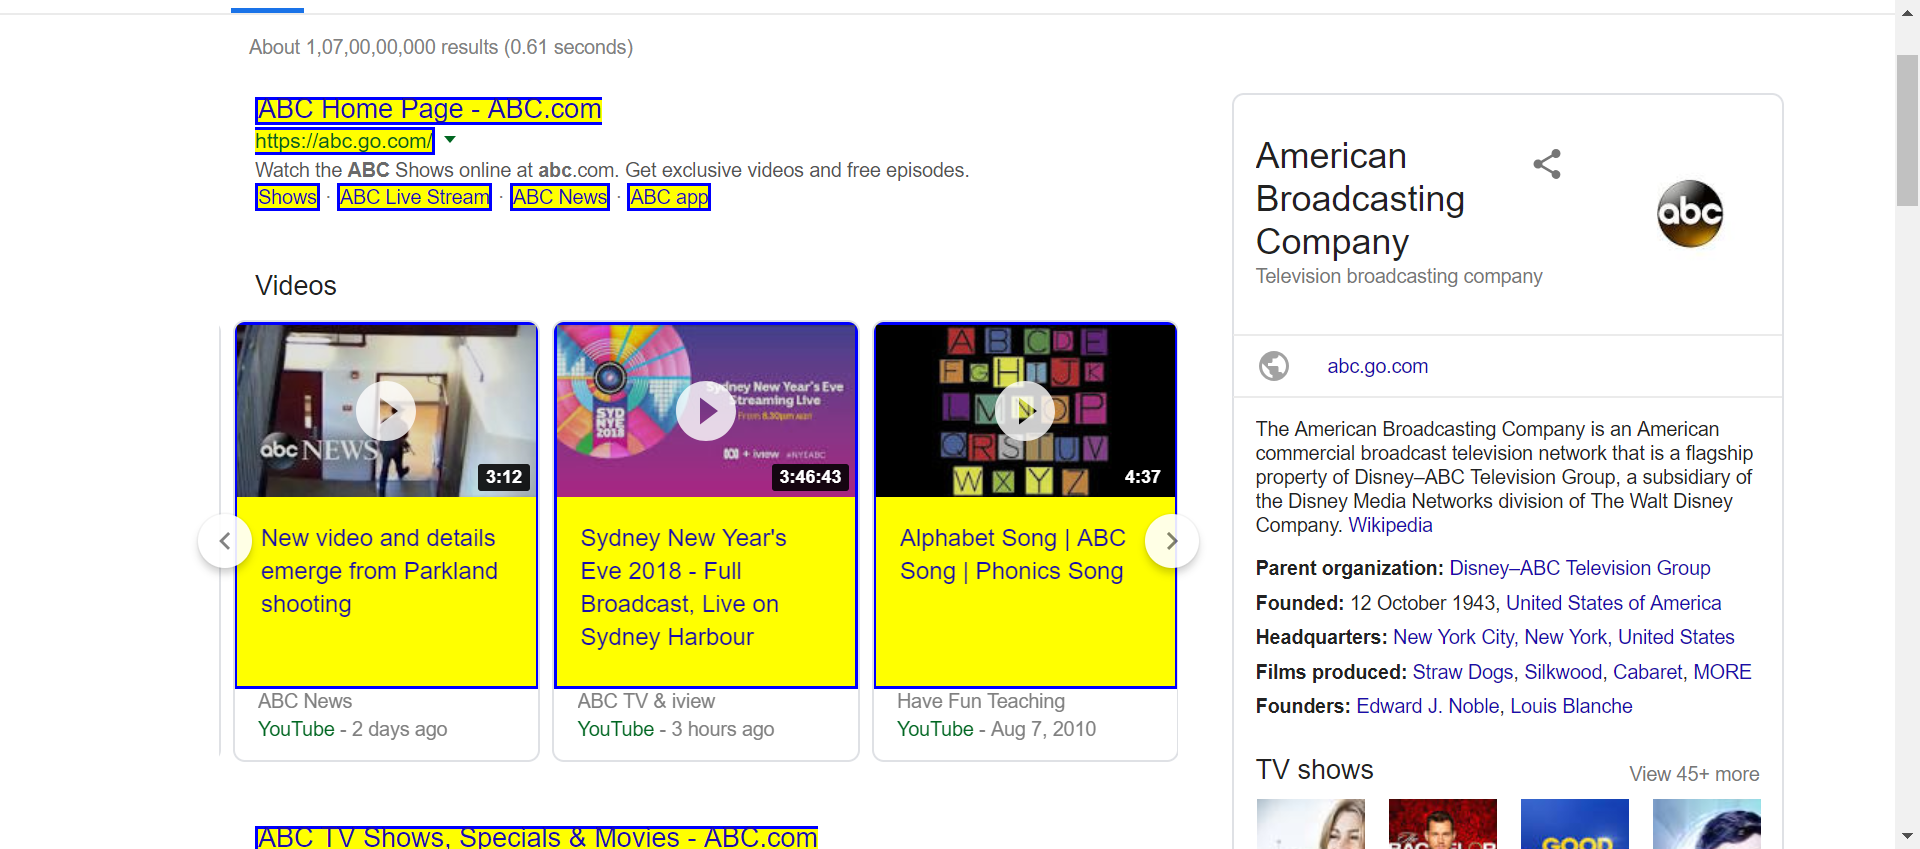 About 1,07,00,00,000 results (0.61 seconds)
ABC Home Page - ABC.com
https://abc.go.com/
Watch the ABC Shows online at abc.com. Get exclusive videos and free episodes.
Shows · ABC Live Stream · ABC News · ABC app
Videos
abc NEWS
3:12
New video and details
emerge from Parkland
shooting
ABC News
YouTube - 2 days ago
Sydney New Year's Eve
Streaming Live
From 8.30pm AEDT
SYD
NYE
2018
+ iview #NYEABC
3:46:43
Sydney New Year's
Eve 2018 - Full
Broadcast, Live on
Sydney Harbour
ABC TV & iview
YouTube - 3 hours ago
A B C D E
F G H I J K
L M N O P
Q R S T U V
W X Y Z
4:37
Alphabet Song | ABC
Song | Phonics Song
Have Fun Teaching
YouTube - Aug 7, 2010
ABC TV Shows, Specials & Movies - ABC.com
American
Broadcasting
Company
Television broadcasting company
abc
abc.go.com
The American Broadcasting Company is an American
commercial broadcast television network that is a flagship
property of Disney–ABC Television Group, a subsidiary of
the Disney Media Networks division of The Walt Disney
Company. Wikipedia
Parent organization: Disney–ABC Television Group
Founded: 12 October 1943, United States of America
Headquarters: New York City, New York, United States
Films produced: Straw Dogs, Silkwood, Cabaret, MORE
Founders: Edward J. Noble, Louis Blanche
TV shows
View 45+ more
The
GOOD